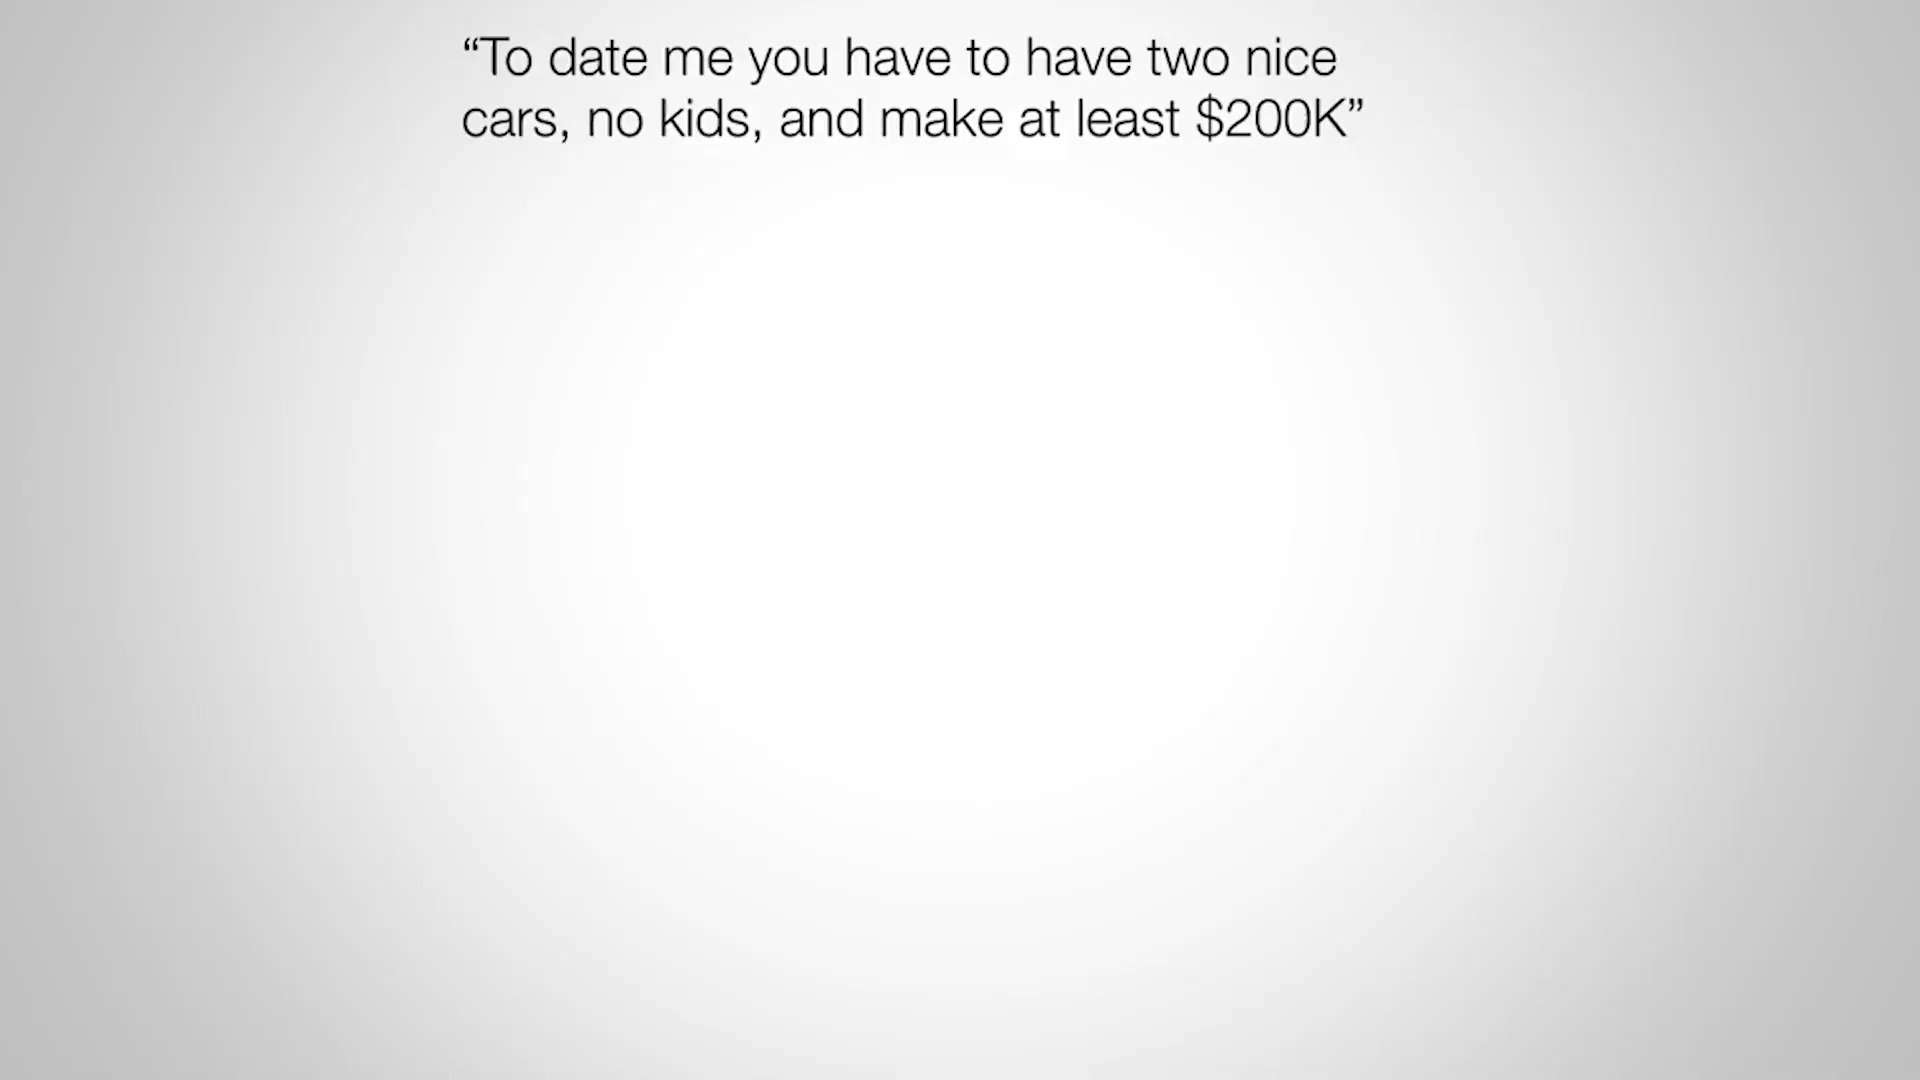 “To date me you have to have two nice
cars, no kids, and make at least $200K”